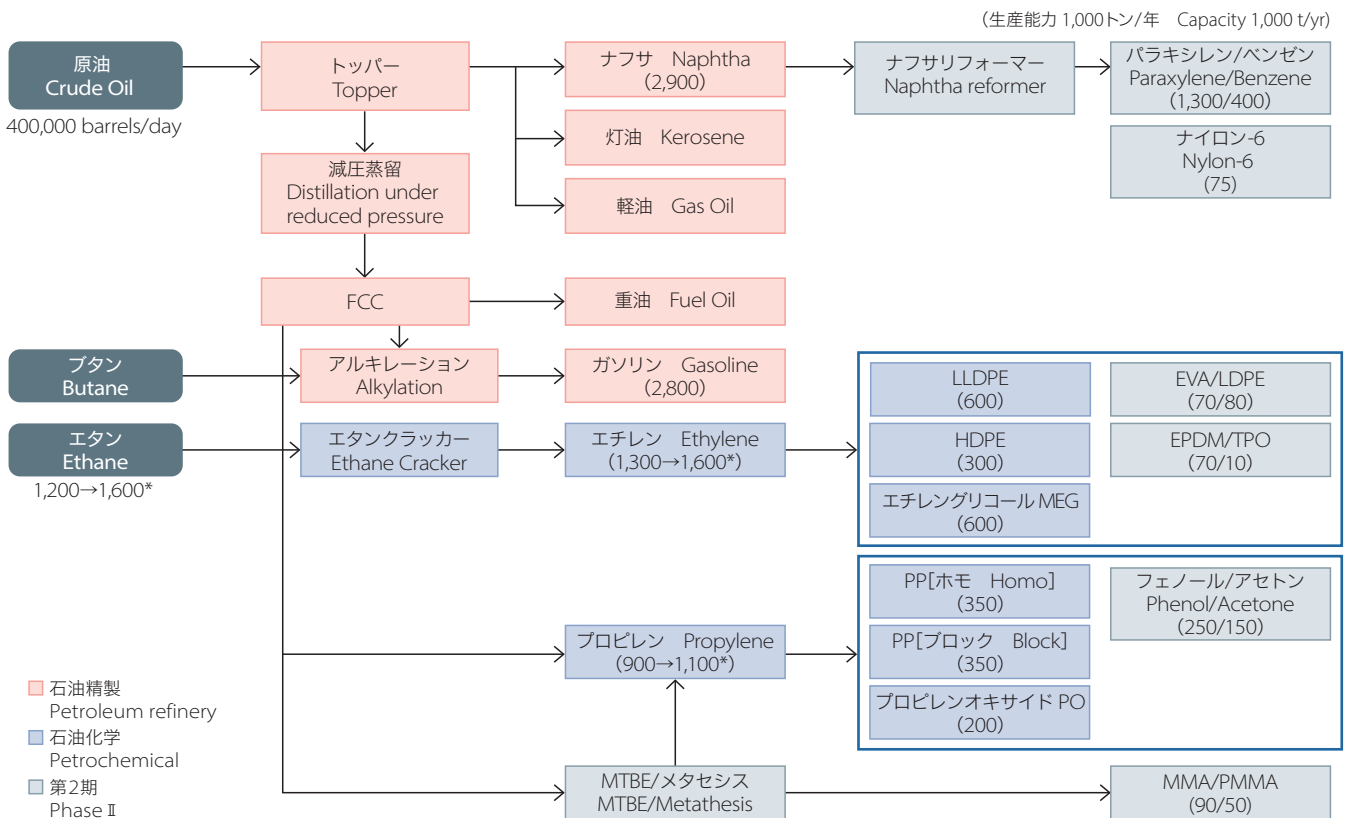 (生産能力 1,000トン/年　Capacity 1,000 t/yr)
原油
Crude Oil
400,000 barrels/day
トッパー
Topper
ナフサ　Naphtha
(2,900)
ナフサリフォーマー
Naphtha reformer
パラキシレン/ベンゼン
Paraxylene/Benzene
(1,300/400)
灯油　Kerosene
ナイロン-6
Nylon-6
(75)
減圧蒸留
Distillation under
reduced pressure
軽油　Gas Oil
FCC
重油　Fuel Oil
ブタン
Butane
アルキレーション
Alkylation
ガソリン　Gasoline
(2,800)
LLDPE
(600)
EVA/LDPE
(70/80)
エタン
Ethane
1,200→1,600*
エタンクラッカー
Ethane Cracker
エチレン　Ethylene
(1,300→1,600*)
HDPE
(300)
EPDM/TPO
(70/10)
エチレングリコール MEG
(600)
PP[ホモ　Homo]
(350)
フェノール/アセトン
Phenol/Acetone
(250/150)
プロピレン　Propylene
(900→1,100*)
PP[ブロック　Block]
(350)
プロピレンオキサイド PO
(200)
MTBE/メタセシス
MTBE/Metathesis
MMA/PMMA
(90/50)
石油精製
Petroleum refinery
石油化学
Petrochemical
第2期
Phase Ⅱ